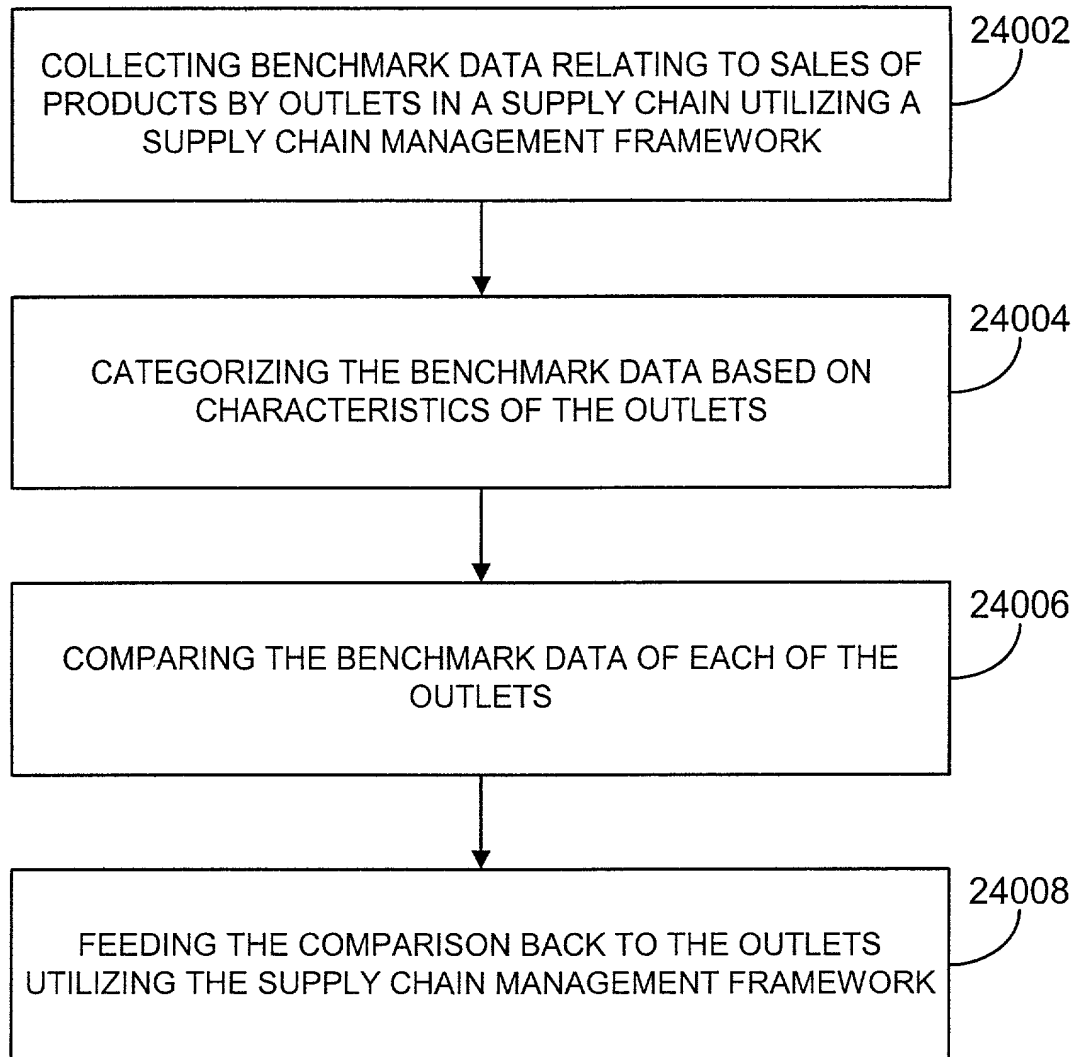 24002
COLLECTING BENCHMARK DATA RELATING TO SALES OF
PRODUCTS BY OUTLETS IN A SUPPLY CHAIN UTILIZING A
SUPPLY CHAIN MANAGEMENT FRAMEWORK
24004
CATEGORIZING THE BENCHMARK DATA BASED ON
CHARACTERISTICS OF THE OUTLETS
24006
COMPARING THE BENCHMARK DATA OF EACH OF THE
OUTLETS
24008
FEEDING THE COMPARISON BACK TO THE OUTLETS
UTILIZING THE SUPPLY CHAIN MANAGEMENT FRAMEWORK